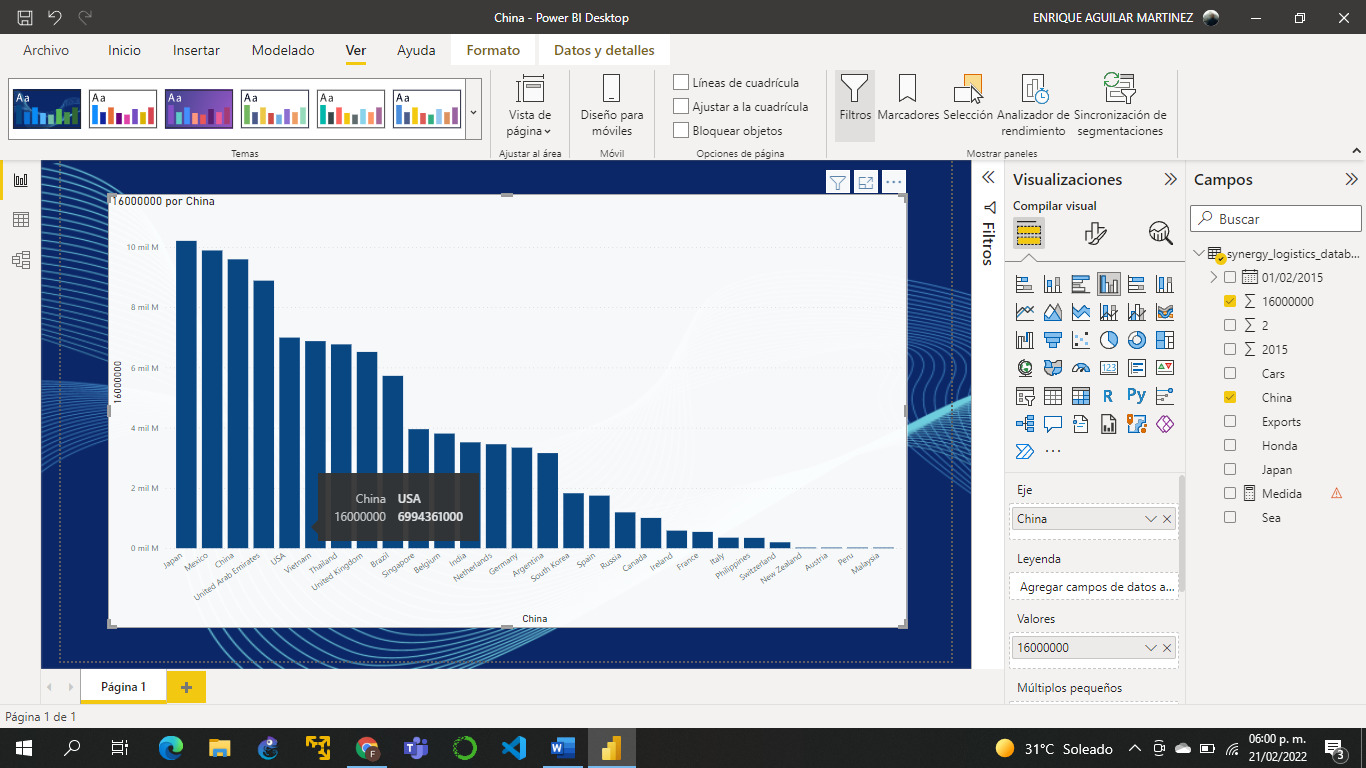 China - Power BI Desktop
ENRIQUE AGUILAR MARTINEZ
Archivo
Inicio
Insertar
Modelado
Ver
Ayuda
Formato
Datos y detalles
Aa
Aa
Aa
Aa
Aa
Aa
Temas
Vista de
página
Ajustar al área
Diseño para
móviles
Móvil
Líneas de cuadrícula
Ajustar a la cuadrícula
Bloquear objetos
Opciones de página
Filtros
Marcadores
Selección
Analizador de
rendimiento
Sincronización de
segmentaciones
Mostrar paneles
16000000 por China
10 mil M
8 mil M
6 mil M
4 mil M
2 mil M
0 mil M
16000000
China USA
16000000 6994361000
Japan
Mexico
China
United Arab Emirates
USA
Vietnam
Thailand
United Kingdom
Brazil
Singapore
Belgium
India
Netherlands
Germany
Argentina
South Korea
Spain
Russia
Canada
Ireland
France
Italy
Philippines
Switzerland
New Zealand
Austria
Peru
Malaysia
China
Filtros
Visualizaciones
Compilar visual
123
R
Py
...
Eje
China
Leyenda
Agregar campos de datos a...
Valores
16000000
Múltiplos pequeños
Campos
Buscar
synergy_logistics_datab...
01/02/2015
16000000
2
2015
Cars
China
Exports
Honda
Japan
Medida
Sea
Página 1
Página 1 de 1
31°C Soleado
06:00 p. m.
21/02/2022
3